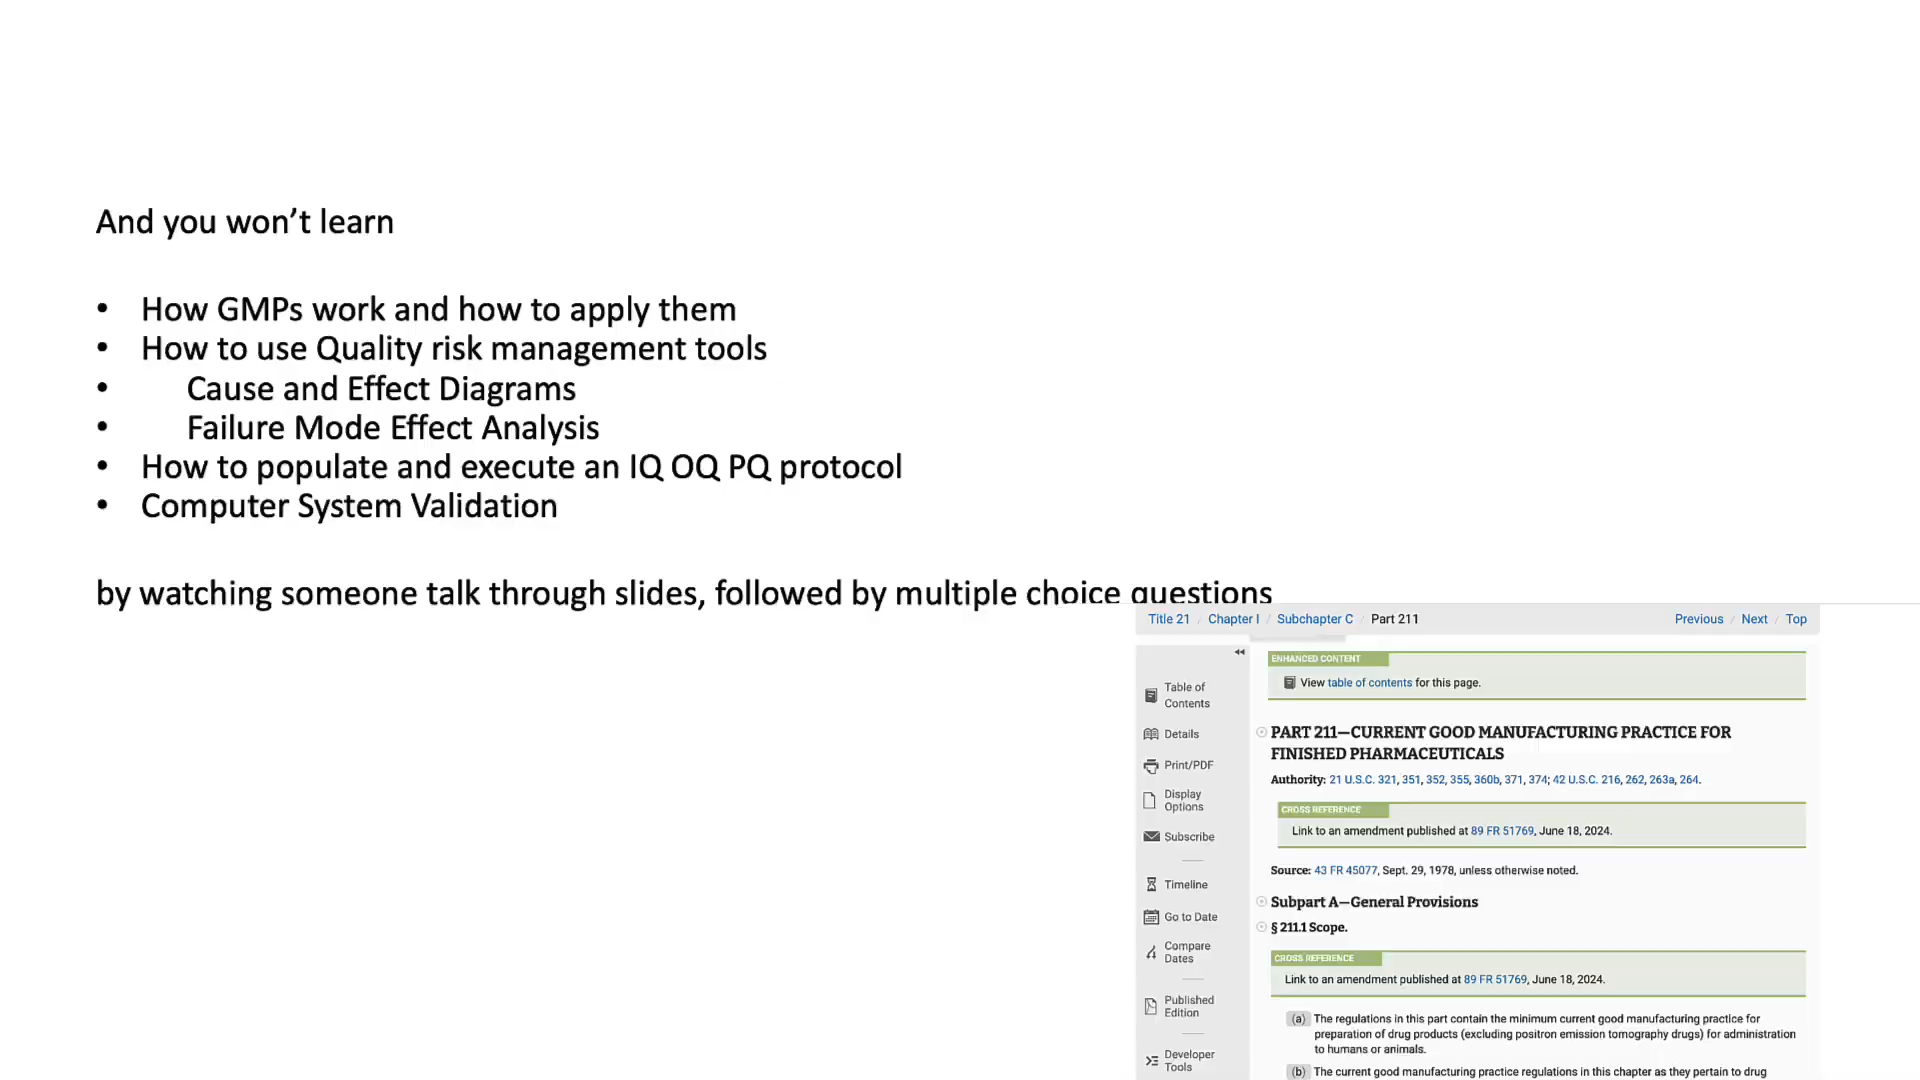 And you won’t learn
• How GMPs work and how to apply them
• How to use Quality risk management tools
• Cause and Effect Diagrams
• Failure Mode Effect Analysis
• How to populate and execute an IQ OQ PQ protocol
• Computer System Validation
by watching someone talk through slides, followed by multiple choice questions
Title 21 / Chapter I / Subchapter C / Part 211
Previous / Next / Top
Table of
Contents
Details
Print/PDF
Display
Options
Subscribe
Timeline
Go to Date
Compare
Dates
Published
Edition
Developer
Tools
ENHANCED CONTENT
View table of contents for this page.
PART 211—CURRENT GOOD MANUFACTURING PRACTICE FOR
FINISHED PHARMACEUTICALS
Authority: 21 U.S.C. 321, 351, 352, 355, 360b, 371, 374; 42 U.S.C. 216, 262, 263a, 264.
CROSS REFERENCE
Link to an amendment published at 89 FR 51769, June 18, 2024.
Source: 43 FR 45077, Sept. 29, 1978, unless otherwise noted.
Subpart A—General Provisions
§ 211.1 Scope.
CROSS REFERENCE
Link to an amendment published at 89 FR 51769, June 18, 2024.
(a) The regulations in this part contain the minimum current good manufacturing practice for
preparation of drug products (excluding positron emission tomography drugs) for administration
to humans or animals.
(b) The current good manufacturing practice regulations in this chapter as they pertain to drug